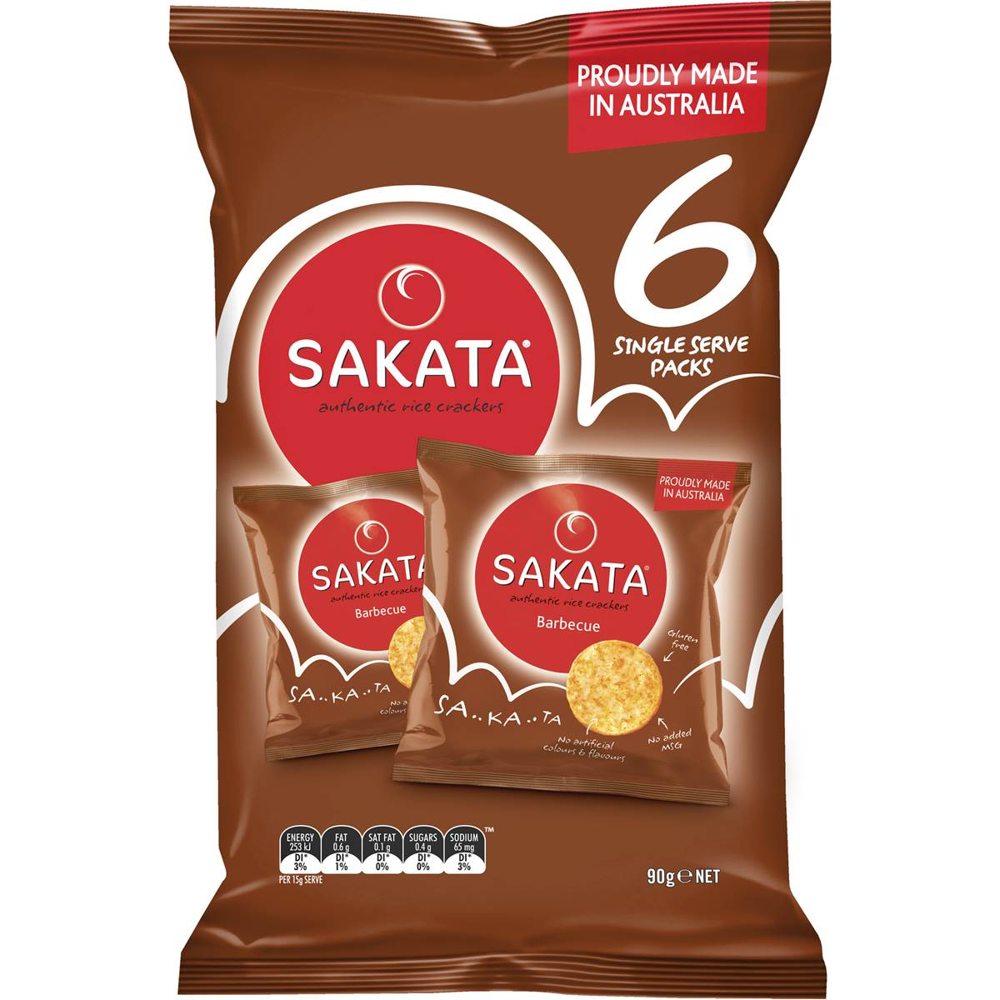 PROUDLY MADE
IN AUSTRALIA
6
SINGLE SERVE
PACKS
SAKATA®
authentic rice crackers
PROUDLY MADE
IN AUSTRALIA
SAKATA
authentic rice cracker
Barbecue
SA..KA..TA
No a
colours
SAKATA®
authentic rice crackers
Barbecue
Gluten
free
SA..KA..TA
No artificial
colours & flavours
No added
MSG
ENERGY
253 kJ
DI*
3%
FAT
0.6 g
DI*
1%
SAT FAT
0.1 g
DI*
0%
SUGARS
0.4 g
DI*
0%
SODIUM
65 mg
DI*
3%
TM
PER 15g SERVE
90g ℮ NET